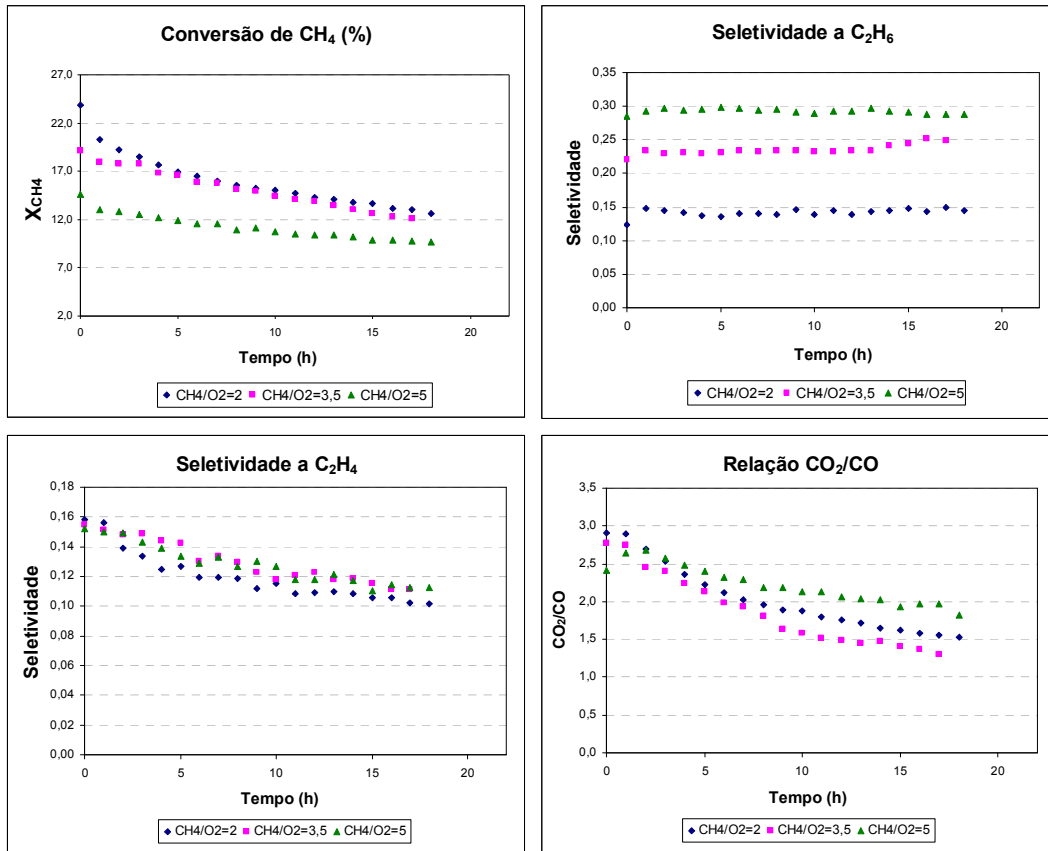 Conversão de CH₄ (%)
27,0
22,0
17,0
12,0
7,0
2,0
X_CH4
0 5 10 15 20
Tempo (h)
CH4/O2=2 CH4/O2=3,5 CH4/O2=5
Seletividade a C₂H₆
0,35
0,30
0,25
0,20
0,15
0,10
0,05
0,00
Seletividade
0 5 10 15 20
Tempo (h)
CH4/O2=2 CH4/O2=3,5 CH4/O2=5
Seletividade a C₂H₄
0,18
0,16
0,14
0,12
0,10
0,08
0,06
0,04
0,02
0,00
Seletividade
0 5 10 15 20
Tempo (h)
CH4/O2=2 CH4/O2=3,5 CH4/O2=5
Relação CO₂/CO
3,5
3,0
2,5
2,0
1,5
1,0
0,5
0,0
CO₂/CO
0 5 10 15 20
Tempo (h)
CH4/O2=2 CH4/O2=3,5 CH4/O2=5